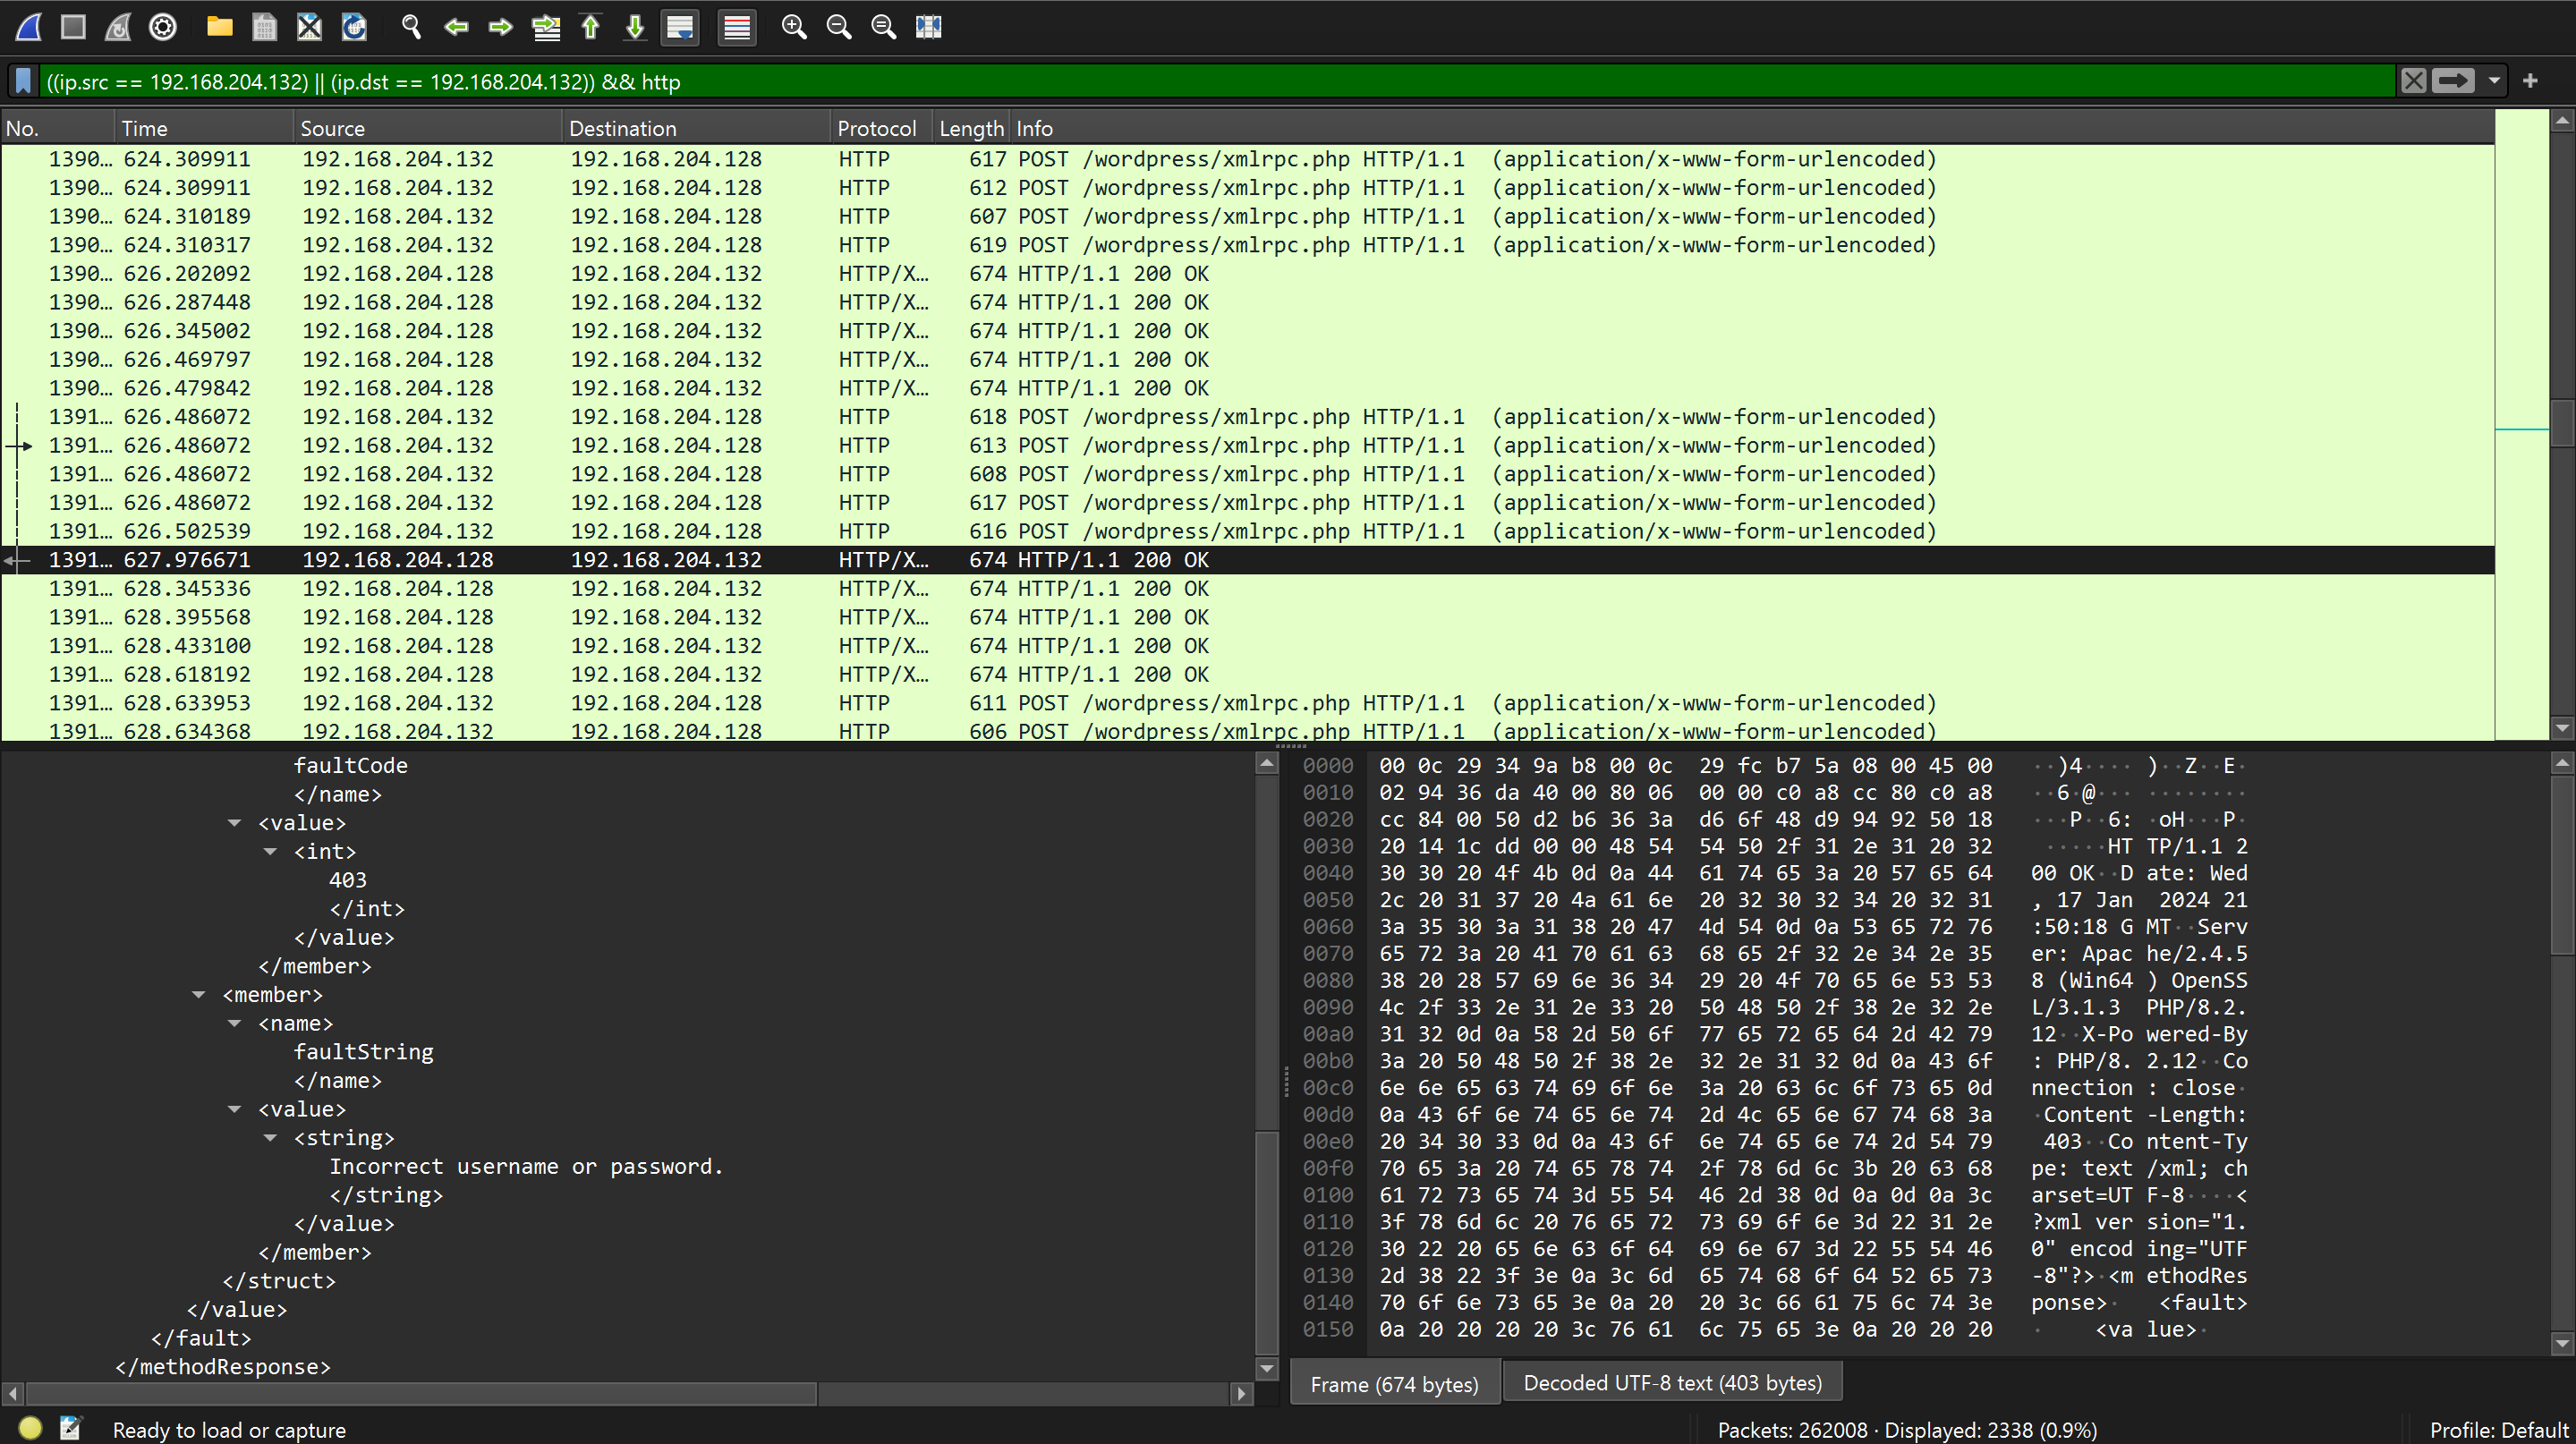 ((ip.src == 192.168.204.132) || (ip.dst == 192.168.204.132)) && http
No. Time Source Destination Protocol Length Info
1390… 624.309911 192.168.204.132 192.168.204.128 HTTP 617 POST /wordpress/xmlrpc.php HTTP/1.1 (application/x-www-form-urlencoded)
1390… 624.309911 192.168.204.132 192.168.204.128 HTTP 612 POST /wordpress/xmlrpc.php HTTP/1.1 (application/x-www-form-urlencoded)
1390… 624.310189 192.168.204.132 192.168.204.128 HTTP 607 POST /wordpress/xmlrpc.php HTTP/1.1 (application/x-www-form-urlencoded)
1390… 624.310317 192.168.204.132 192.168.204.128 HTTP 619 POST /wordpress/xmlrpc.php HTTP/1.1 (application/x-www-form-urlencoded)
1390… 626.202092 192.168.204.128 192.168.204.132 HTTP/X… 674 HTTP/1.1 200 OK
1390… 626.287448 192.168.204.128 192.168.204.132 HTTP/X… 674 HTTP/1.1 200 OK
1390… 626.345002 192.168.204.128 192.168.204.132 HTTP/X… 674 HTTP/1.1 200 OK
1390… 626.469797 192.168.204.128 192.168.204.132 HTTP/X… 674 HTTP/1.1 200 OK
1390… 626.479842 192.168.204.128 192.168.204.132 HTTP/X… 674 HTTP/1.1 200 OK
1391… 626.486072 192.168.204.132 192.168.204.128 HTTP 618 POST /wordpress/xmlrpc.php HTTP/1.1 (application/x-www-form-urlencoded)
1391… 626.486072 192.168.204.132 192.168.204.128 HTTP 613 POST /wordpress/xmlrpc.php HTTP/1.1 (application/x-www-form-urlencoded)
1391… 626.486072 192.168.204.132 192.168.204.128 HTTP 608 POST /wordpress/xmlrpc.php HTTP/1.1 (application/x-www-form-urlencoded)
1391… 626.486072 192.168.204.132 192.168.204.128 HTTP 617 POST /wordpress/xmlrpc.php HTTP/1.1 (application/x-www-form-urlencoded)
1391… 626.502539 192.168.204.132 192.168.204.128 HTTP 616 POST /wordpress/xmlrpc.php HTTP/1.1 (application/x-www-form-urlencoded)
1391… 627.976671 192.168.204.128 192.168.204.132 HTTP/X… 674 HTTP/1.1 200 OK
1391… 628.345336 192.168.204.128 192.168.204.132 HTTP/X… 674 HTTP/1.1 200 OK
1391… 628.395568 192.168.204.128 192.168.204.132 HTTP/X… 674 HTTP/1.1 200 OK
1391… 628.433100 192.168.204.128 192.168.204.132 HTTP/X… 674 HTTP/1.1 200 OK
1391… 628.618192 192.168.204.128 192.168.204.132 HTTP/X… 674 HTTP/1.1 200 OK
1391… 628.633953 192.168.204.132 192.168.204.128 HTTP 611 POST /wordpress/xmlrpc.php HTTP/1.1 (application/x-www-form-urlencoded)
1391… 628.634368 192.168.204.132 192.168.204.128 HTTP 606 POST /wordpress/xmlrpc.php HTTP/1.1 (application/x-www-form-urlencoded)
faultCode
</name>
<value>
<int>
403
</int>
</value>
</member>
<member>
<name>
faultString
</name>
<value>
<string>
Incorrect username or password.
</string>
</value>
</member>
</struct>
</value>
</fault>
</methodResponse>
0000 00 0c 29 34 9a b8 00 0c 29 fc b7 5a 08 00 45 00 ··)4···· )··Z··E·
0010 02 94 36 da 40 00 80 06 00 00 c0 a8 cc 80 c0 a8 ··6·@··· ········
0020 cc 84 00 50 d2 b6 36 3a d6 6f 48 d9 94 92 50 18 ···P··6: ·oH···P·
0030 20 14 1c dd 00 00 48 54 54 50 2f 31 2e 31 20 32 ·····HT TP/1.1 2
0040 30 30 20 4f 4b 0d 0a 44 61 74 65 3a 20 57 65 64 00 OK··D ate: Wed
0050 2c 20 31 37 20 4a 61 6e 20 32 30 32 34 20 32 31 , 17 Jan 2024 21
0060 3a 35 30 3a 31 38 20 47 4d 54 0d 0a 53 65 72 76 :50:18 G MT··Serv
0070 65 72 3a 20 41 70 61 63 68 65 2f 32 2e 34 2e 35 er: Apac he/2.4.5
0080 38 20 28 57 69 6e 36 34 29 20 4f 70 65 6e 53 53 8 (Win64 ) OpenSS
0090 4c 2f 33 2e 31 2e 33 20 50 48 50 2f 38 2e 32 2e L/3.1.3 PHP/8.2.
00a0 31 32 0d 0a 58 2d 50 6f 77 65 72 65 64 2d 42 79 12··X-Po wered-By
00b0 3a 20 50 48 50 2f 38 2e 32 2e 31 32 0d 0a 43 6f : PHP/8. 2.12··Co
00c0 6e 6e 65 63 74 69 6f 6e 3a 20 63 6c 6f 73 65 0d nnection : close·
00d0 0a 43 6f 6e 74 65 6e 74 2d 4c 65 6e 67 74 68 3a ·Content -Length:
00e0 20 34 30 33 0d 0a 43 6f 6e 74 65 6e 74 2d 54 79 403··Co ntent-Ty
00f0 70 65 3a 20 74 65 78 74 2f 78 6d 6c 3b 20 63 68 pe: text /xml; ch
0100 61 72 73 65 74 3d 55 54 46 2d 38 0d 0a 0d 0a 3c arset=UT F-8····<
0110 3f 78 6d 6c 20 76 65 72 73 69 6f 6e 3d 22 31 2e ?xml ver sion="1.
0120 30 22 20 65 6e 63 6f 64 69 6e 67 3d 22 55 54 46 0" encod ing="UTF
0130 2d 38 22 3f 3e 0a 3c 6d 65 74 68 6f 64 52 65 73 -8"?>·<m ethodRes
0140 70 6f 6e 73 65 3e 0a 20 20 3c 66 61 75 6c 74 3e ponse>· <fault>
0150 0a 20 20 20 20 3c 76 61 6c 75 65 3e 0a 20 20 20 · <va lue>·
Frame (674 bytes) Decoded UTF-8 text (403 bytes)
Ready to load or capture Packets: 262008 · Displayed: 2338 (0.9%) Profile: Default